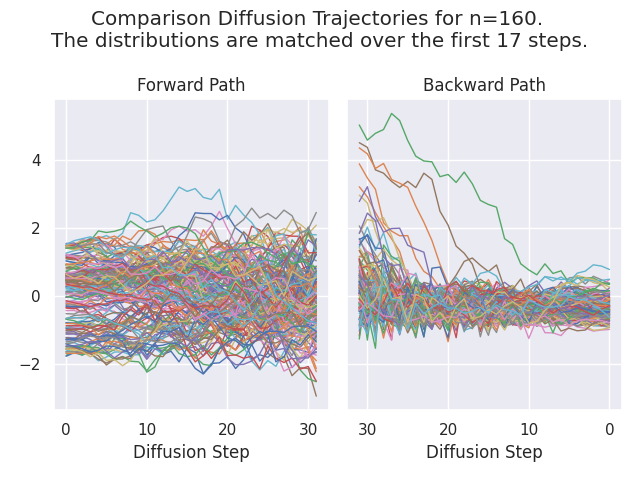 Comparison Diffusion Trajectories for n=160.
The distributions are matched over the first 17 steps.
Forward Path
Backward Path
4
2
0
−2
0
10
20
30
30
20
10
0
Diffusion Step
Diffusion Step